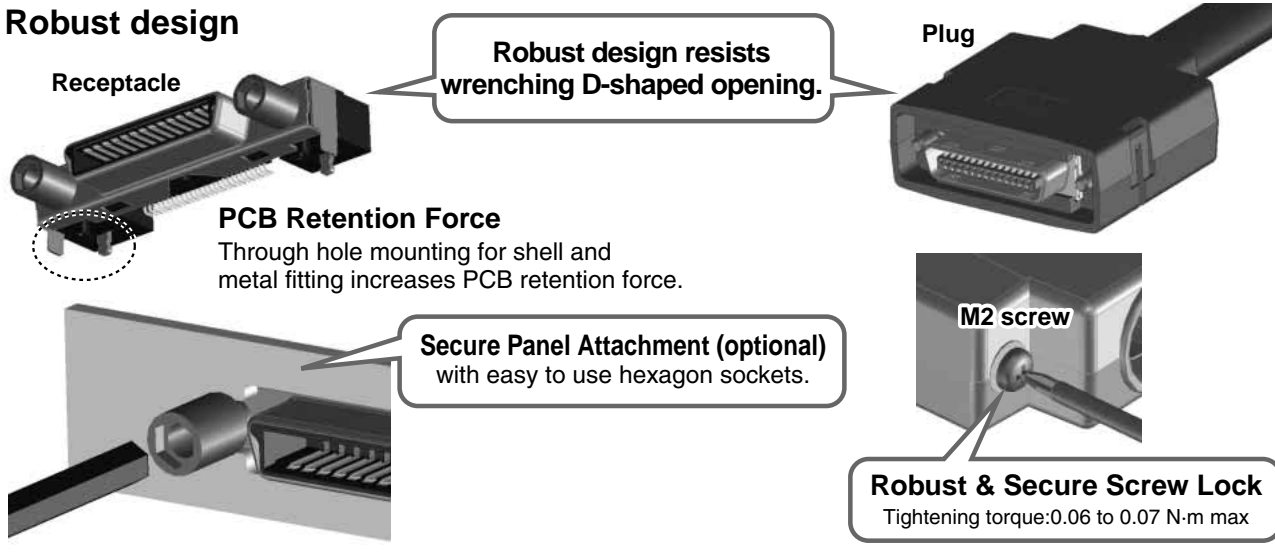 Robust design
Receptacle
Robust design resists
wrenching D-shaped opening.
Plug
PCB Retention Force
Through hole mounting for shell and
metal fitting increases PCB retention force.
Secure Panel Attachment (optional)
with easy to use hexagon sockets.
M2 screw
Robust & Secure Screw Lock
Tightening torque:0.06 to 0.07 N·m max